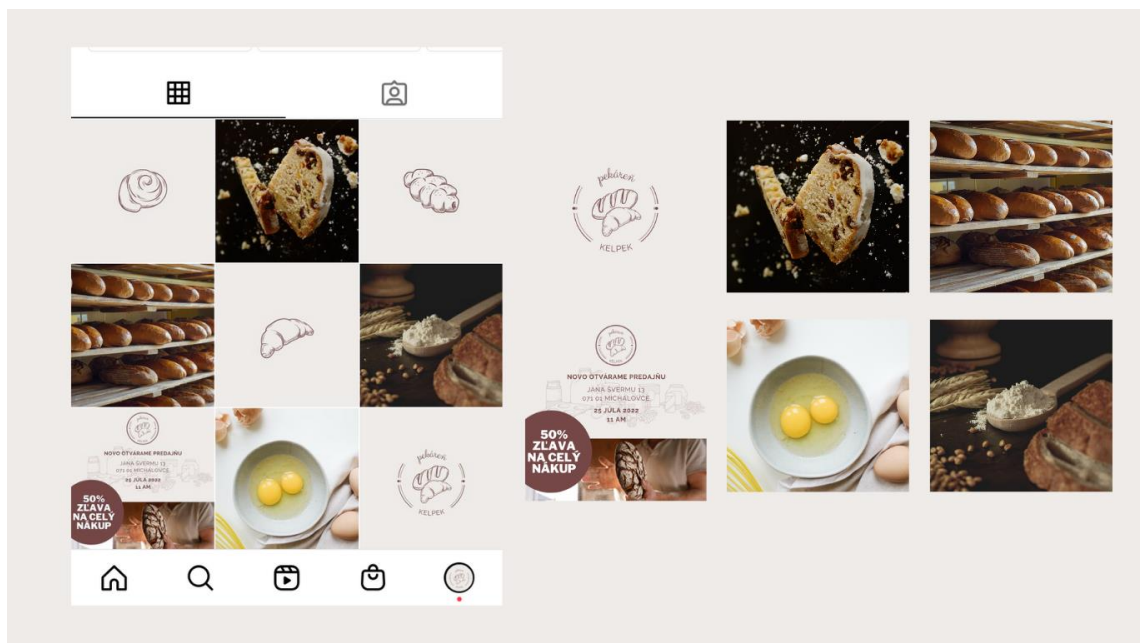 NOVO OTVÁRAME PREDAJŇU
JANA ŠVERMU 13
071 01 MICHALOVCE
25 JÚLA 2022
11 AM
50%
ZĽAVA
NA CELÝ
NÁKUP
pekáreň
KELPEK
pekáreň
KELPEK
pekáreň
NOVO OTVÁRAME PREDAJŇU
JANA ŠVERMU 13
071 01 MICHALOVCE
25 JÚLA 2022
11 AM
50%
ZĽAVA
NA CELÝ
NÁKUP